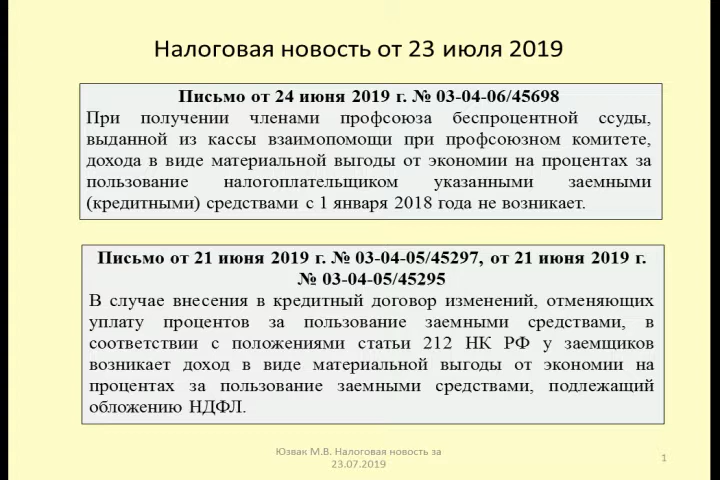 Налоговая новость от 23 июля 2019
Письмо от 24 июня 2019 г. № 03-04-06/45698
При получении членами профсоюза беспроцентной ссуды,
выданной из кассы взаимопомощи при профсоюзном комитете,
дохода в виде материальной выгоды от экономии на процентах за
пользование налогоплательщиком указанными заемными
(кредитными) средствами с 1 января 2018 года не возникает.
Письмо от 21 июня 2019 г. № 03-04-05/45297, от 21 июня 2019 г.
№ 03-04-05/45295
В случае внесения в кредитный договор изменений, отменяющих
уплату процентов за пользование заемными средствами, в
соответствии с положениями статьи 212 НК РФ у заемщиков
возникает доход в виде материальной выгоды от экономии на
процентах за пользование заемными средствами, подлежащий
обложению НДФЛ.
Юзвак М.В. Налоговая новость за
23.07.2019
1